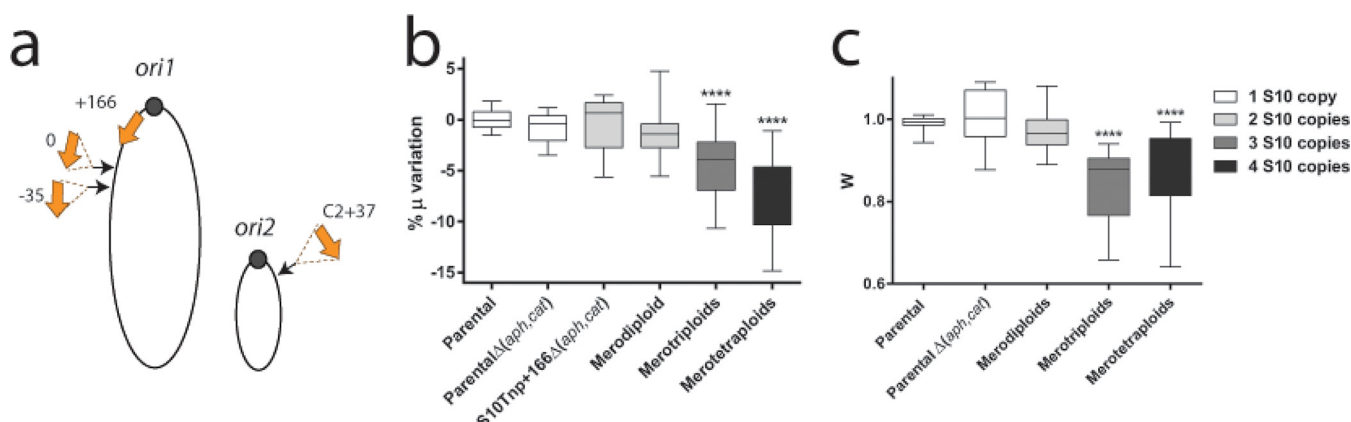 a
ori1
+166
0
-35
ori2
C2+37
b
% μ variation
5
0
-5
-10
-15
****
****
Parental
ParentalΔ(aph,cat)
S10Tnp+166Δ(aph,cat)
Merodiploid
Merotriploids
Merotetraploids
c
W
1.0
0.8
0.6
****
****
Parental
Parental Δ(aph,cat)
Merodiploids
Merotriploids
Merotetraploids
1 S10 copy
2 S10 copies
3 S10 copies
4 S10 copies